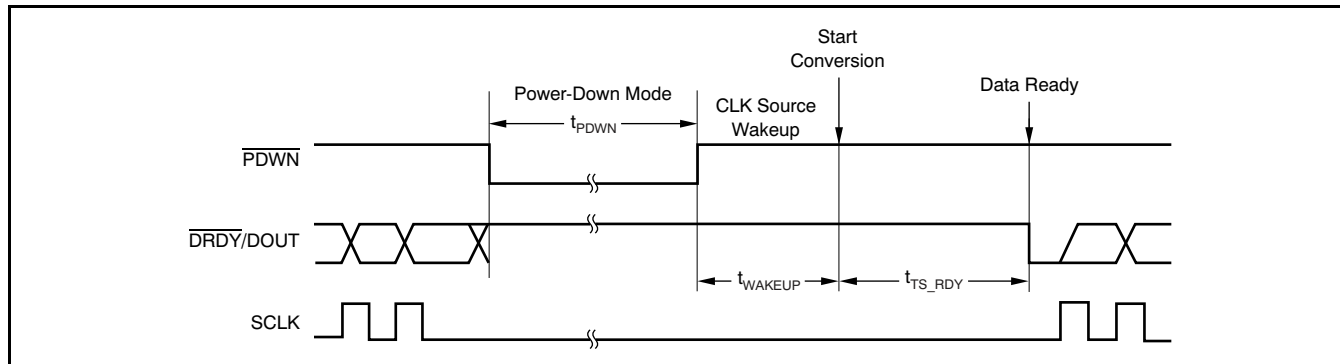 Start
Conversion
Data Ready
Power-Down Mode
CLK Source
Wakeup
tPDWN
PDWN
DRDY/DOUT
tWAKEUP
tTS_RDY
SCLK